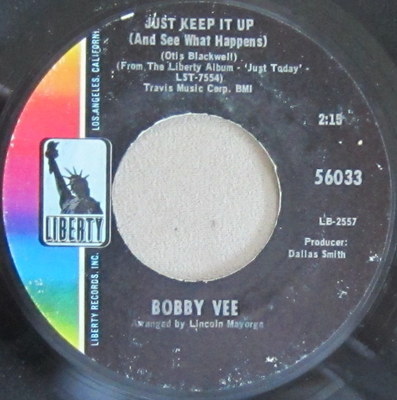 JUST KEEP IT UP
(And See What Happens)
(Otis Blackwell)
(From The Liberty Album - 'Just Today' -
LST-7554)
Travis Music Corp. BMI
2:15
56033
LB-2557
Producer:
Dallas Smith
LIBERTY
LIBERTY RECORDS, INC.
LOS ANGELES, CALIFORNIA
BOBBY VEE
Arranged by Lincoln Mayorga